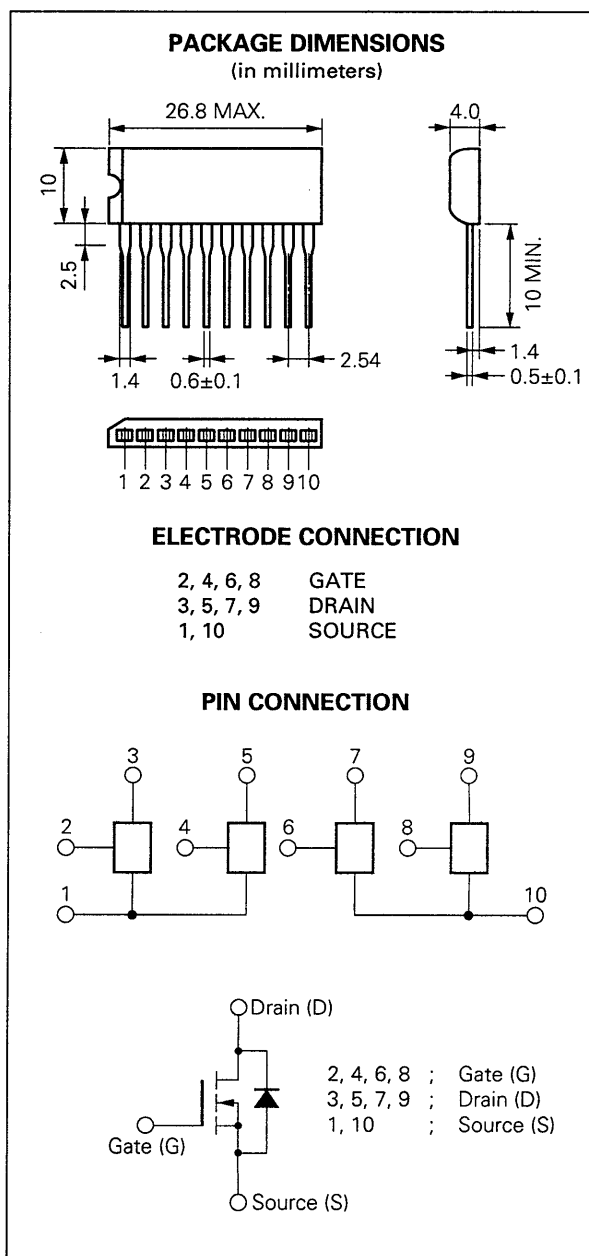 PACKAGE DIMENSIONS
(in millimeters)
26.8 MAX.
4.0
10
2.5
10 MIN.
1.4
0.6±0.1
2.54
1.4
0.5±0.1
1 2 3 4 5 6 7 8 9 10
ELECTRODE CONNECTION
2, 4, 6, 8 GATE
3, 5, 7, 9 DRAIN
1, 10 SOURCE
PIN CONNECTION
3 5 7 9
2 4 6 8
1 10
Drain (D)
2, 4, 6, 8 ; Gate (G)
3, 5, 7, 9 ; Drain (D)
1, 10 ; Source (S)
Gate (G)
Source (S)